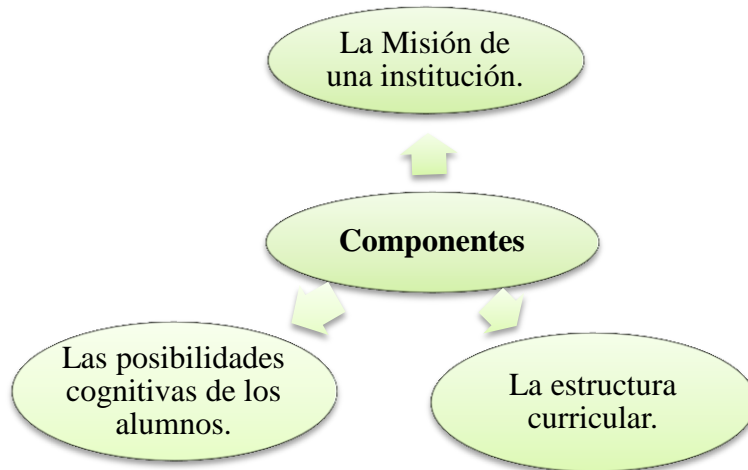 La Misión de
una institución.
Componentes
Las posibilidades
cognitivas de los
alumnos.
La estructura
curricular.